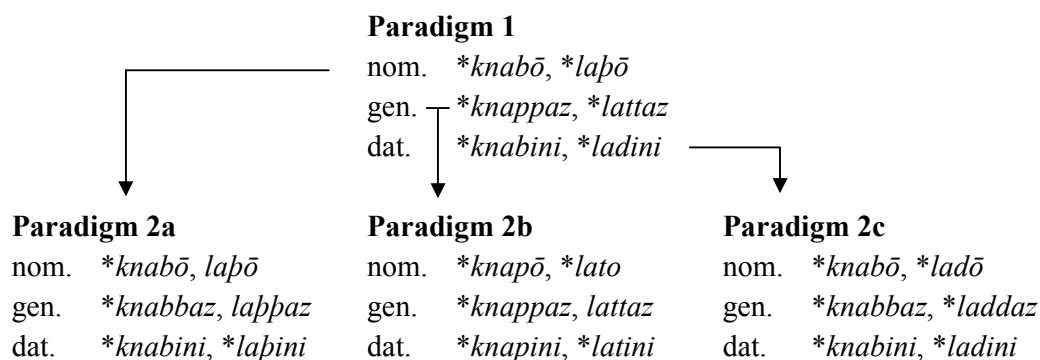 Paradigm 1
nom. *knabō, *laþō
gen. *knappaz, *lattaz
dat. *knabini, *ladini
Paradigm 2a
nom. *knabō, laþō
gen. *knabbaz, laþþaz
dat. *knabini, *laþini
Paradigm 2b
nom. *knapō, *lato
gen. *knappaz, lattaz
dat. *knapini, *latini
Paradigm 2c
nom. *knabō, *ladō
gen. *knabbaz, *laddaz
dat. *knabini, *ladini